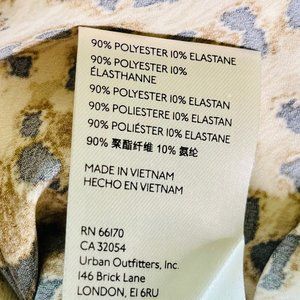 90% POLYESTER 10% ELASTANE
90% POLYESTER 10%
ÉLASTHANNE
90% POLYESTER 10% ELASTAN
90% POLIESTERE 10% ELASTAN
90% POLIÉSTER 10% ELASTANE
90% 聚酯纤维 10% 氨纶
MADE IN VIETNAM
HECHO EN VIETNAM
RN 66170
CA 32054
Urban Outfitters, Inc.
146 Brick Lane
LONDON, E1 6RU